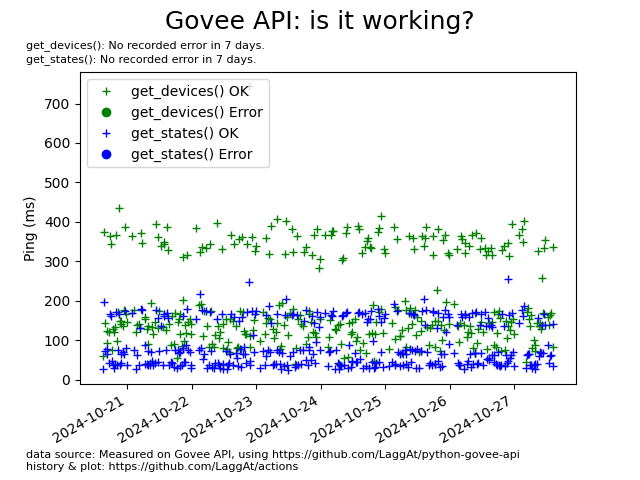 Govee API: is it working?
get_devices(): No recorded error in 7 days.
get_states(): No recorded error in 7 days.
get_devices() OK
get_devices() Error
get_states() OK
get_states() Error
Ping (ms)
700
600
500
400
300
200
100
0
2024-10-21
2024-10-22
2024-10-23
2024-10-24
2024-10-25
2024-10-26
2024-10-27
data source: Measured on Govee API, using https://github.com/LaggAt/python-govee-api
history & plot: https://github.com/LaggAt/actions